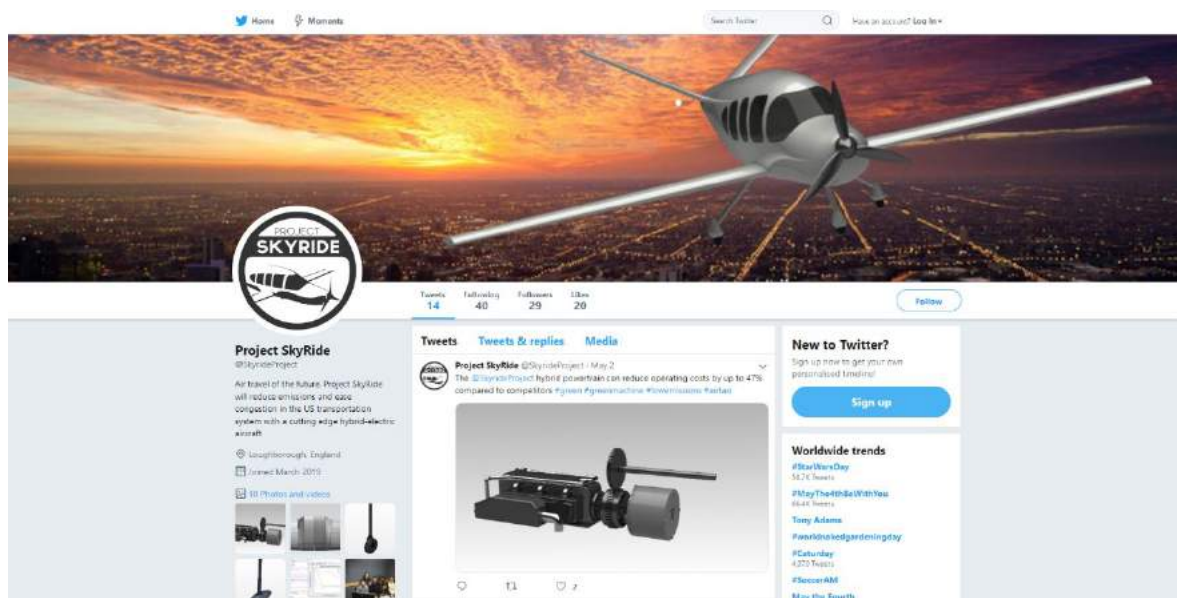 Home Moments Search Twitter Have an account? Log In
PROJECT
SKYRIDE
Tweets Following Followers Likes
14 40 29 20
Follow
Project SkyRide
@SkyrideProject
Air travel of the future. Project SkyRide
will reduce emissions and ease
congestion in the US transportation
system with a cutting edge hybrid-electric
aircraft
Loughborough, England
Joined March 2019
10 Photos and videos
Tweets Tweets & replies Media
Project SkyRide @SkyrideProject · May 2
The @SkyrideProject hybrid powertrain can reduce operating costs by up to 47%
compared to competitors #green #greenmachine #lowemissions #airtaxi
2
New to Twitter?
Sign up now to get your own
personalised timeline!
Sign up
Worldwide trends
#StarWarsDay
Tweets
#MayThe4thBeWithYou
Tweets
Tony Adams
#worldnakedgardeningday
#Caturday
Tweets
#SoccerAM
May the Fourth